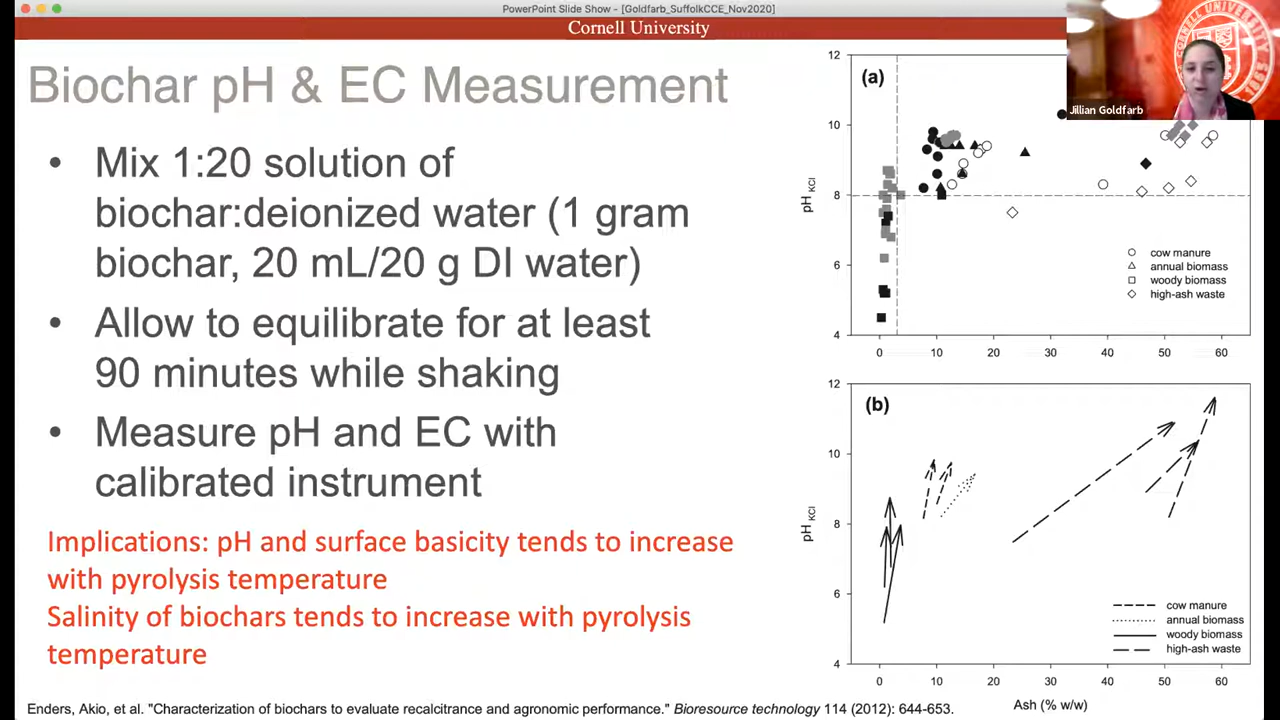 PowerPoint Slide Show - [Goldfarb_SuffolkCCE_Nov2020]
Cornell University
Biochar pH & EC Measurement
• Mix 1:20 solution of
biochar:deionized water (1 gram
biochar, 20 mL/20 g DI water)
• Allow to equilibrate for at least
90 minutes while shaking
• Measure pH and EC with
calibrated instrument
Implications: pH and surface basicity tends to increase
with pyrolysis temperature
Salinity of biochars tends to increase with pyrolysis
temperature
Enders, Akio, et al. "Characterization of biochars to evaluate recalcitrance and agronomic performance." Bioresource technology 114 (2012): 644-653.
Jillian Goldfarb
(a)
12
10
8
6
4
pH KCl
cow manure
annual biomass
woody biomass
high-ash waste
0 10 20 30 40 50 60
(b)
12
10
8
6
4
pH KCl
cow manure
annual biomass
woody biomass
high-ash waste
0 10 20 30 40 50 60
Ash (% w/w)